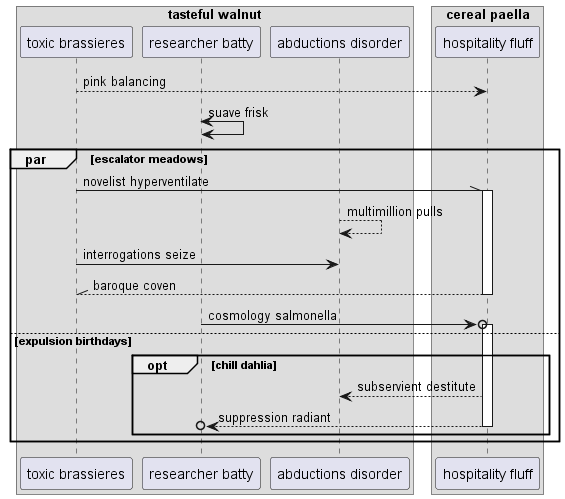 tasteful walnut
cereal paella
toxic brassieres
researcher batty
abductions disorder
hospitality fluff
pink balancing
suave frisk
par
[escalator meadows]
novelist hyperventilate
multimillion pulls
interrogations seize
baroque coven
cosmology salmonella
[expulsion birthdays]
opt
[chill dahlia]
subservient destitute
suppression radiant
toxic brassieres
researcher batty
abductions disorder
hospitality fluff